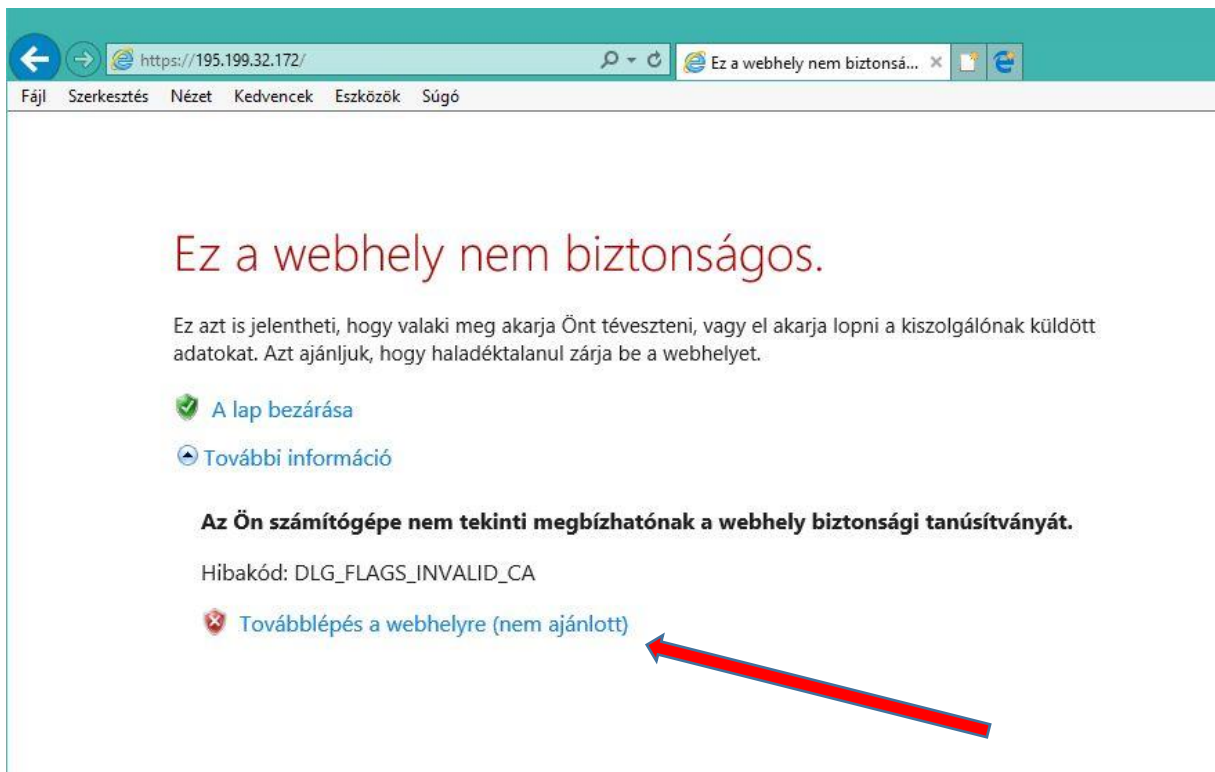 https://195.199.32.172/
Ez a webhely nem biztonsá...
Fájl Szerkesztés Nézet Kedvencek Eszközök Súgó
Ez a webhely nem biztonságos.
Ez azt is jelentheti, hogy valaki meg akarja Önt téveszteni, vagy el akarja lopni a kiszolgálónak küldött
adatokat. Azt ajánljuk, hogy haladéktalanul zárja be a webhelyet.
A lap bezárása
További információ
Az Ön számítógépe nem tekinti megbízhatónak a webhely biztonsági tanúsítványát.
Hibakód: DLG_FLAGS_INVALID_CA
Továbblépés a webhelyre (nem ajánlott)